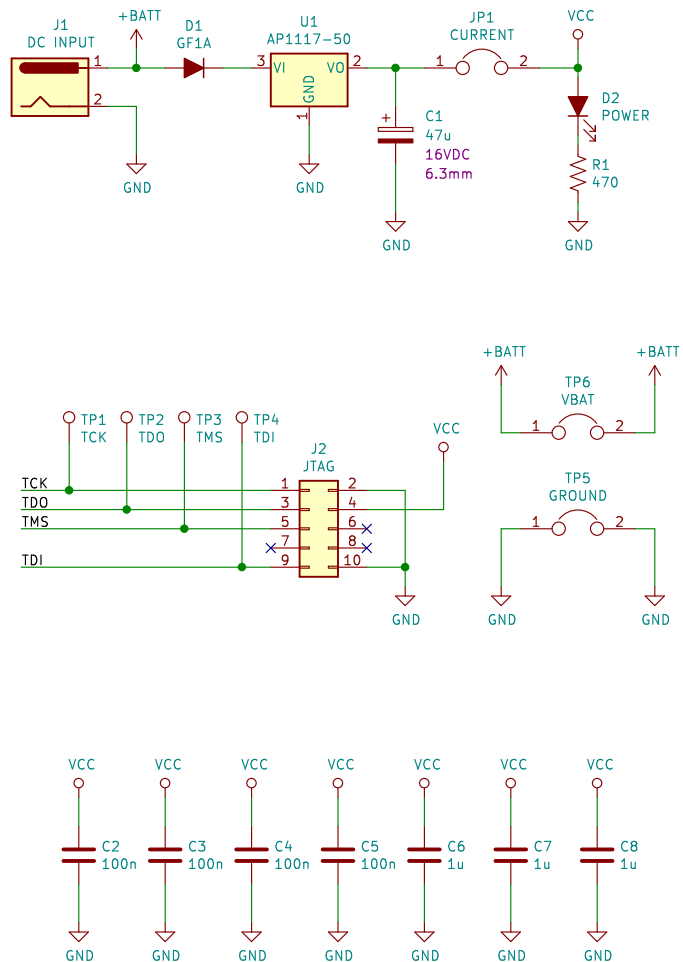 J1
DC INPUT
1
2
+BATT
GND
D1
GF1A
U1
AP1117-50
3
VI
VO
2
GND
1
GND
C1
47u
16VDC
6.3mm
+
GND
JP1
CURRENT
1
2
VCC
D2
POWER
R1
470
GND
+BATT
+BATT
TP6
VBAT
1
2
TP5
GROUND
1
2
GND
GND
TP1
TCK
TP2
TDO
TP3
TMS
TP4
TDI
J2
JTAG
VCC
TCK
1
2
TDO
3
4
TMS
5
6
7
8
TDI
9
10
GND
VCC
VCC
VCC
VCC
VCC
VCC
VCC
C2
100n
C3
100n
C4
100n
C5
100n
C6
1u
C7
1u
C8
1u
GND
GND
GND
GND
GND
GND
GND